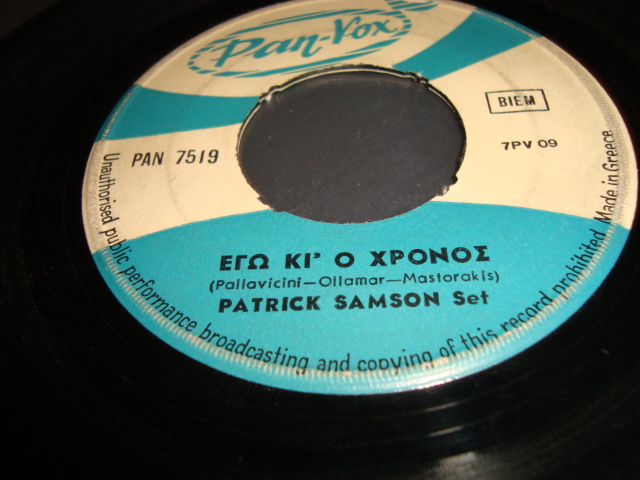 Pan-Vox
BIEM
PAN 7519
7PV 09
ΕΓΩ ΚΙ' Ο ΧΡΟΝΟΣ
(Pallavicini—Ollamar—Mastorakis)
PATRICK SAMSON Set
Unauthorised public performance broadcasting and copying of this record prohibited. Made in Greece